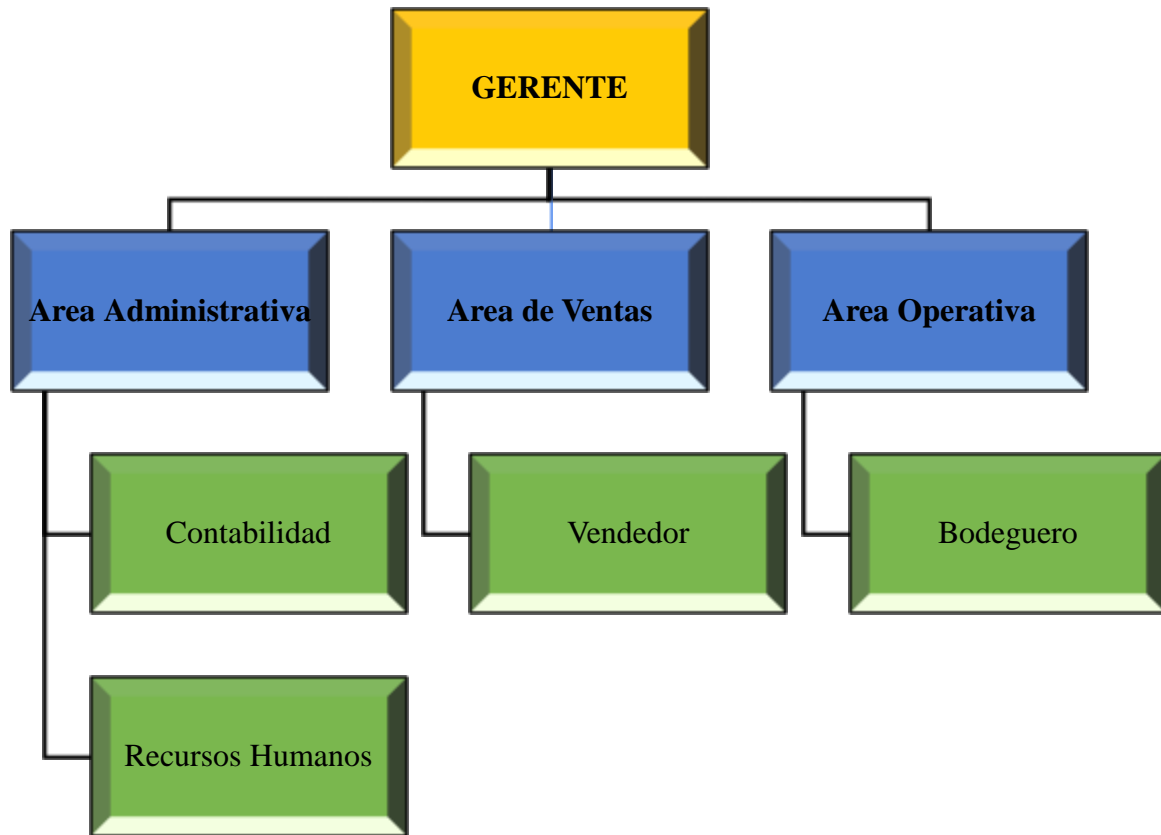 GERENTE
Area Administrativa
Area de Ventas
Area Operativa
Contabilidad
Vendedor
Bodeguero
Recursos Humanos